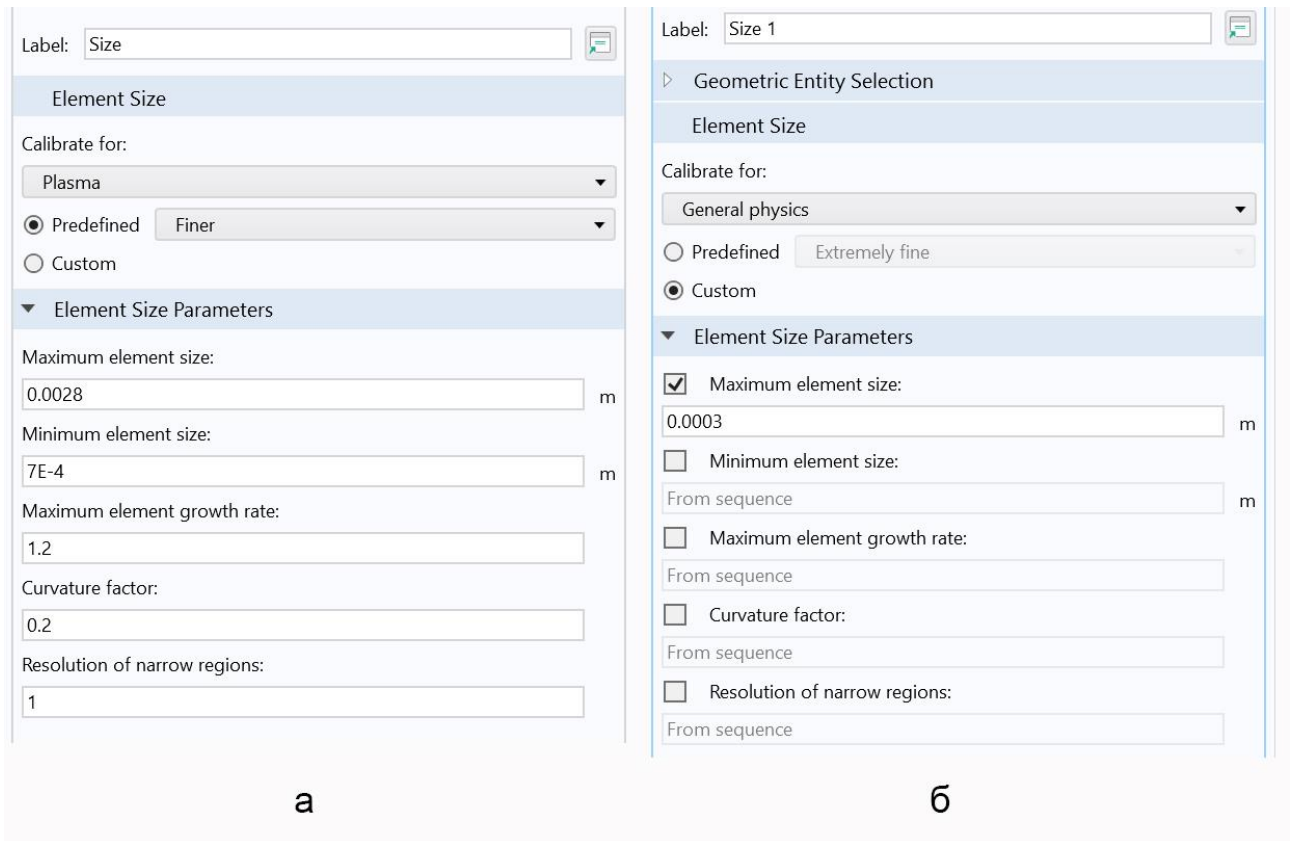 Label: Size
Element Size
Calibrate for:
Plasma
Predefined Finer
Custom
Element Size Parameters
Maximum element size:
0.0028 m
Minimum element size:
7E-4 m
Maximum element growth rate:
1.2
Curvature factor:
0.2
Resolution of narrow regions:
1
а
Label: Size 1
Geometric Entity Selection
Element Size
Calibrate for:
General physics
Predefined Extremely fine
Custom
Element Size Parameters
Maximum element size:
0.0003 m
Minimum element size:
From sequence m
Maximum element growth rate:
From sequence
Curvature factor:
From sequence
Resolution of narrow regions:
From sequence
б